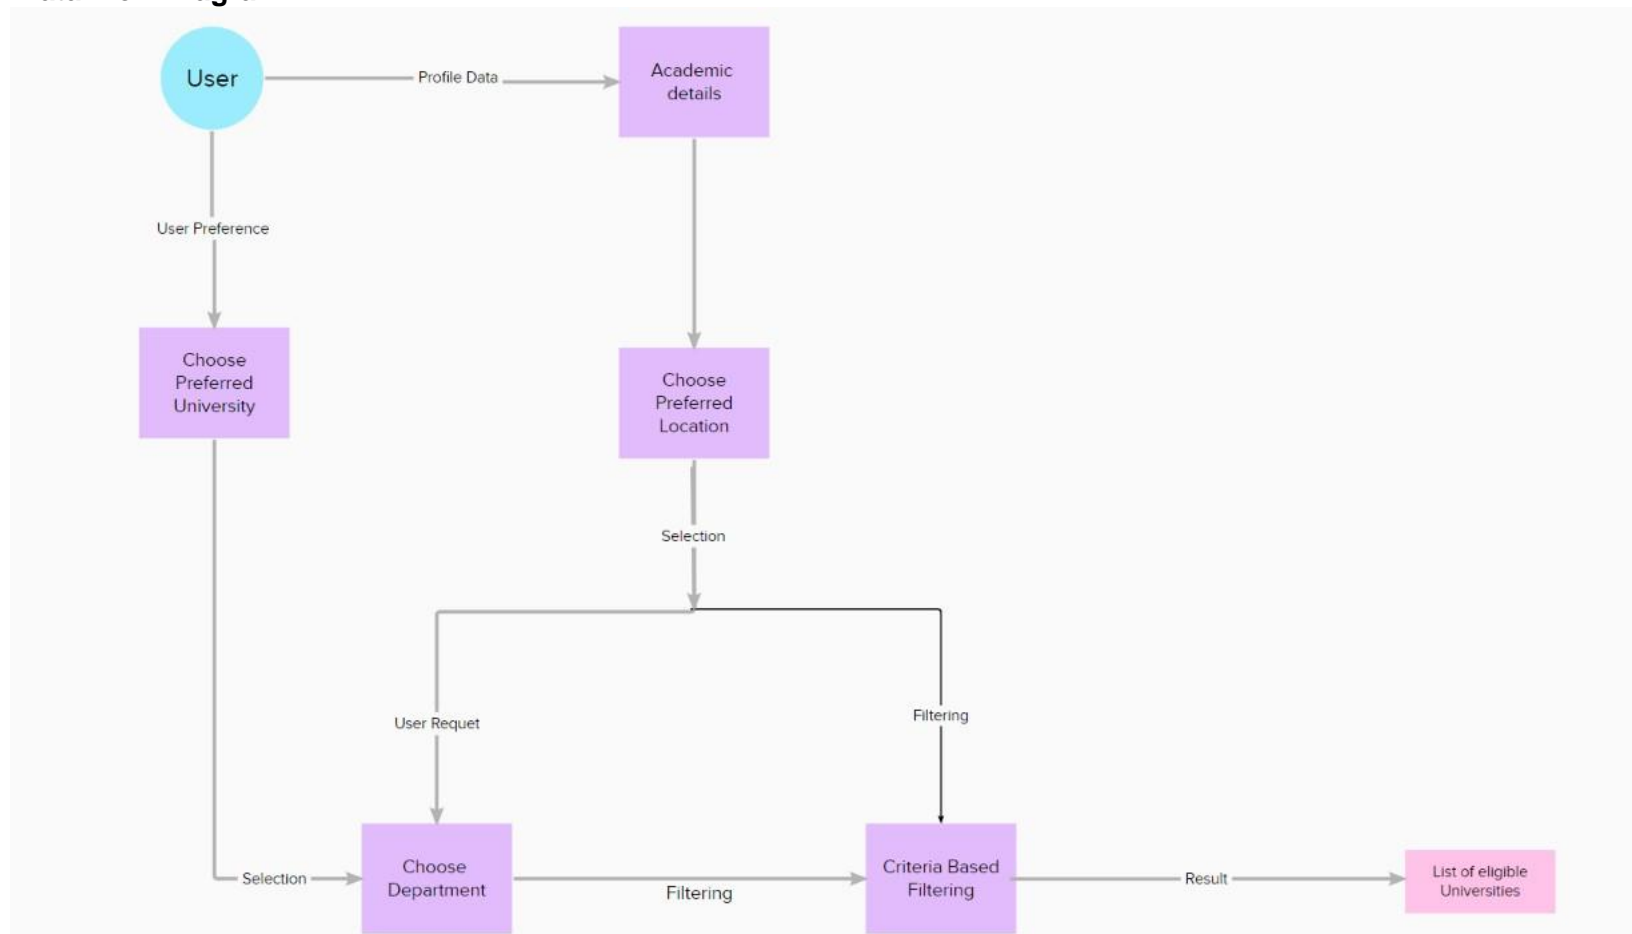 User
Profile Data
Academic
details
User Preference
Choose
Preferred
University
Choose
Preferred
Location
Selection
User Requet
Filtering
Selection
Choose
Department
Filtering
Criteria Based
Filtering
Result
List of eligible
Universities